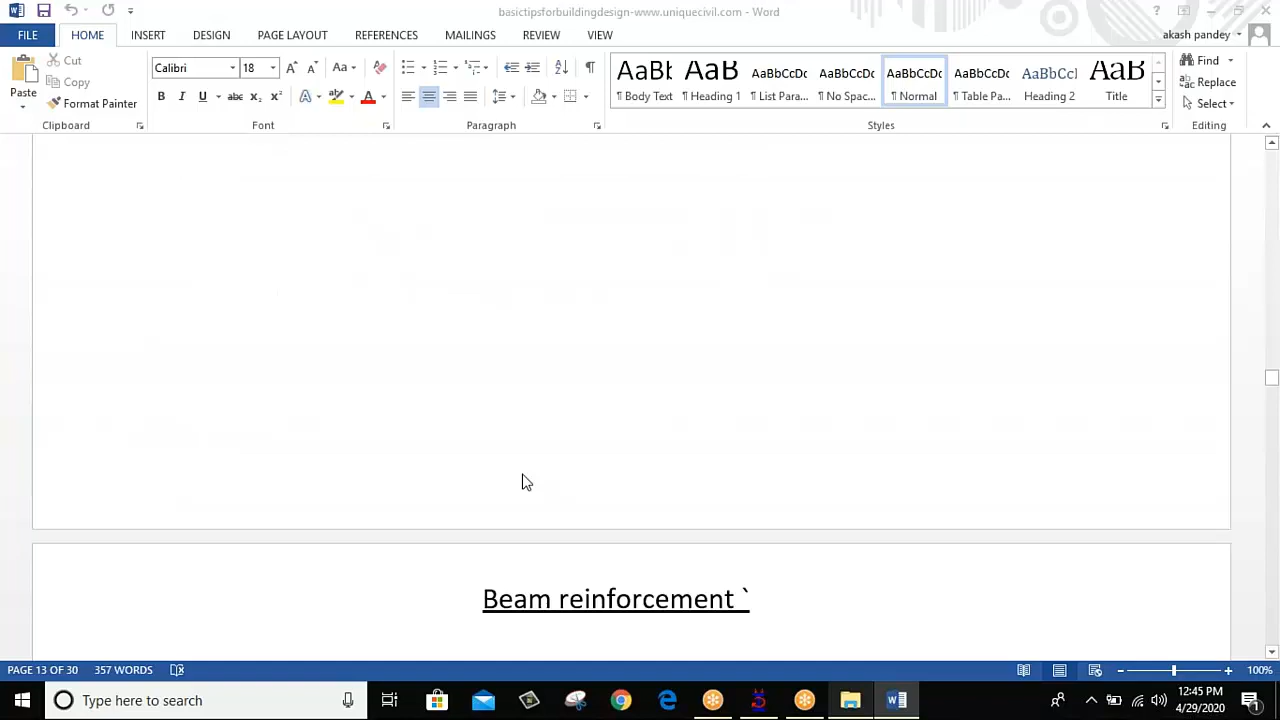 basictipsforbuildingdesign-www.uniquecivil.com - Word
?
FILE HOME INSERT DESIGN PAGE LAYOUT REFERENCES MAILINGS REVIEW VIEW akash pandey
Paste
Cut
Copy
Format Painter
Clipboard
Calibri 18
Font
Paragraph
AaBb AaB AaBbCcDc AaBbCcDc AaBbCcDc AaBbCcDc AaBbCcI AaB
¶ Body Text ¶ Heading 1 ¶ List Para... ¶ No Spac... ¶ Normal ¶ Table Pa... ¶ Heading 2 Title
Styles
Find
Replace
Select
Editing
Beam reinforcement `
PAGE 13 OF 30 357 WORDS 100%
Type here to search
12:45 PM
4/29/2020